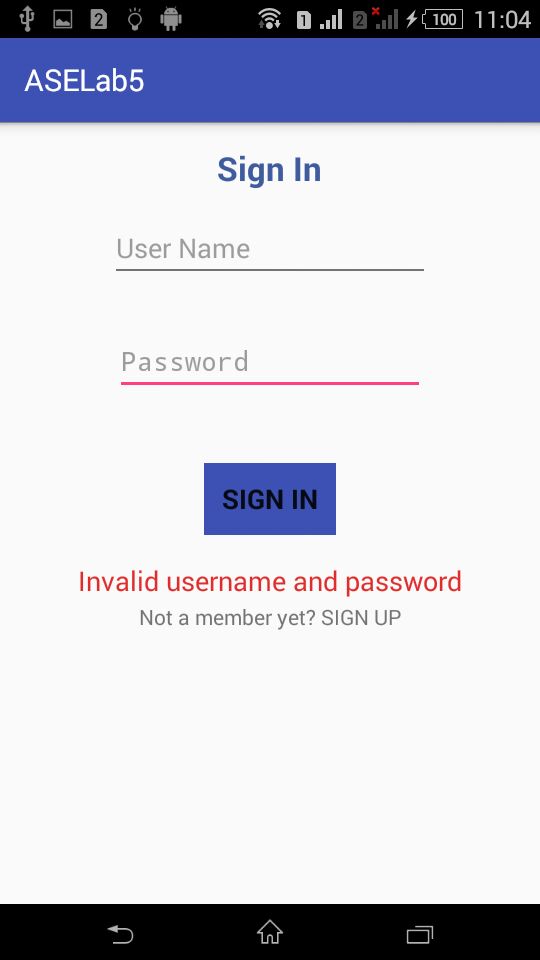 2 1 2 100 11:04
ASELab5
Sign In
User Name
Password
SIGN IN
Invalid username and password
Not a member yet? SIGN UP